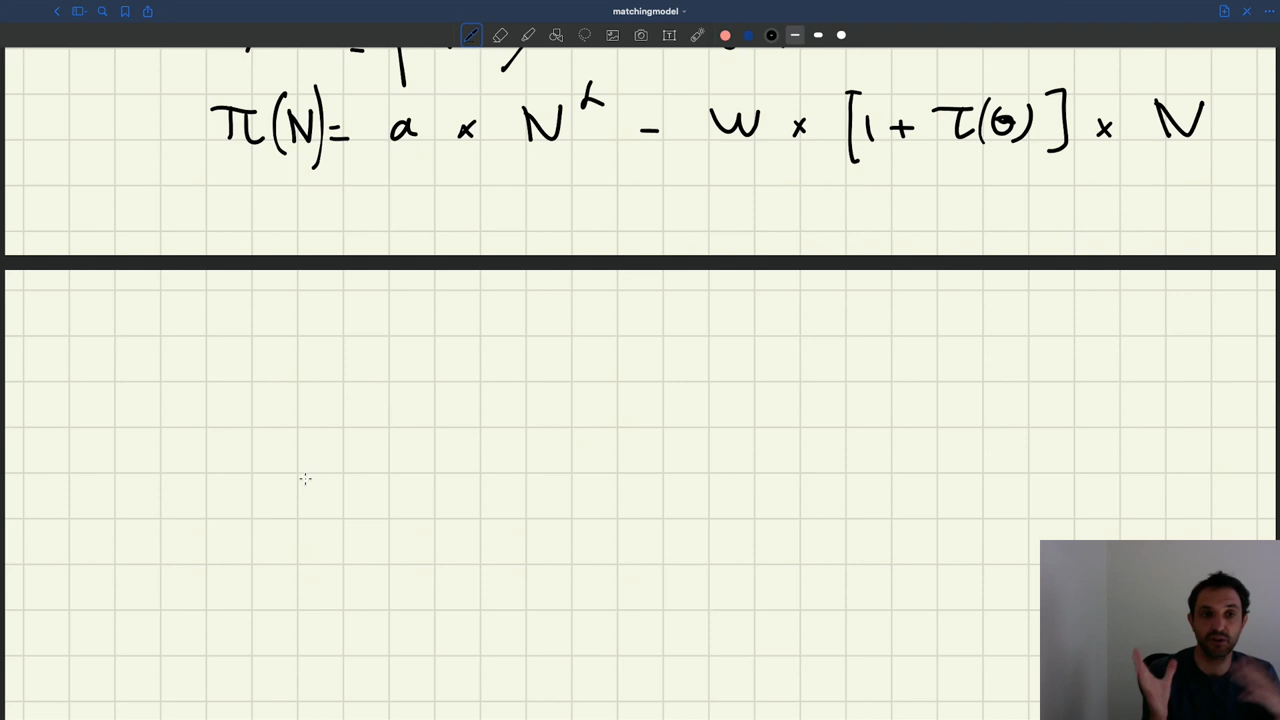 matchingmodel
π(N) = a × N^α - W × [1 + τ(θ)] × N